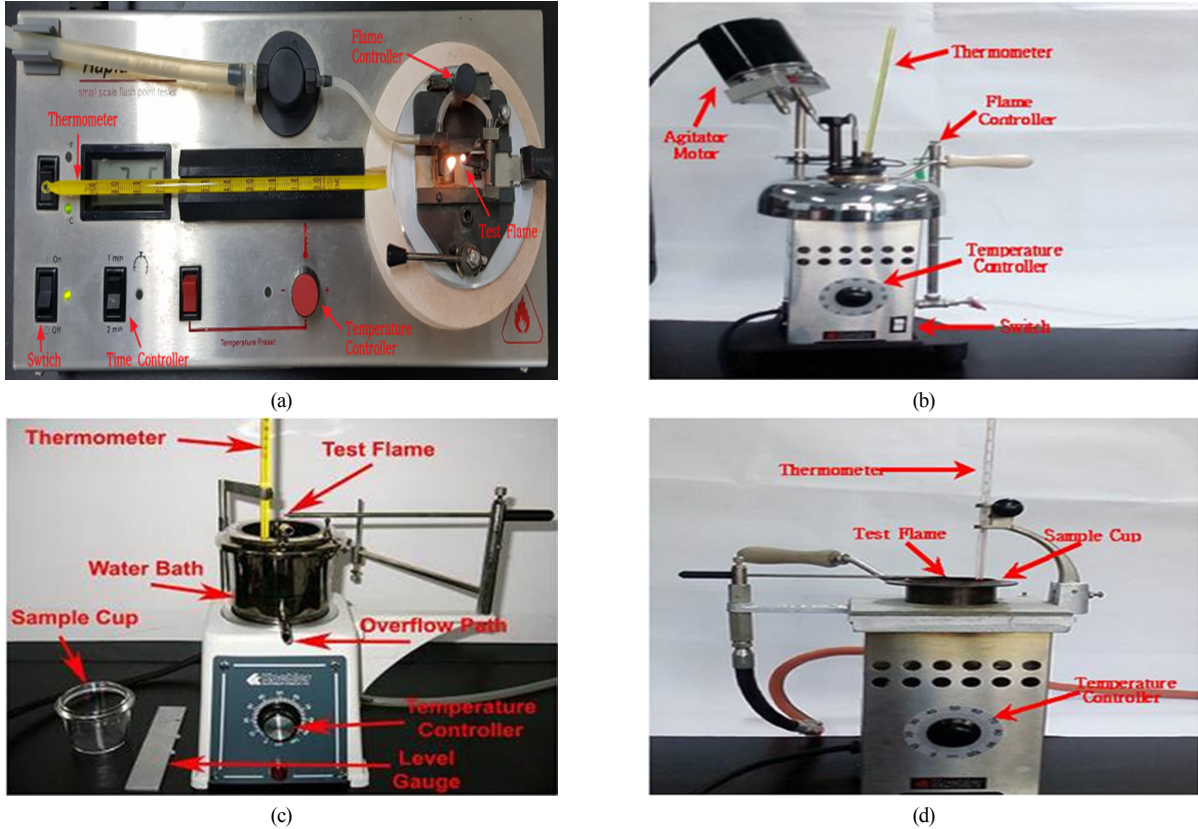 Flame
Controller
small scale flash point tester
Thermometer
°F
°C
Test Flame
On
1 min
2 min
Off
- +
Temperature Preset
Temperature
Controller
Swtich
Time Controller
(a)
Thermometer
Flame
Controller
Agitator
Motor
Temperature
Controller
Switch
(b)
Thermometer
Test Flame
Water Bath
Sample Cup
Overflow Path
Koehler
Temperature
Controller
Level
Gauge
(c)
Thermometer
Test Flame
Sample Cup
Temperature
Controller
(d)